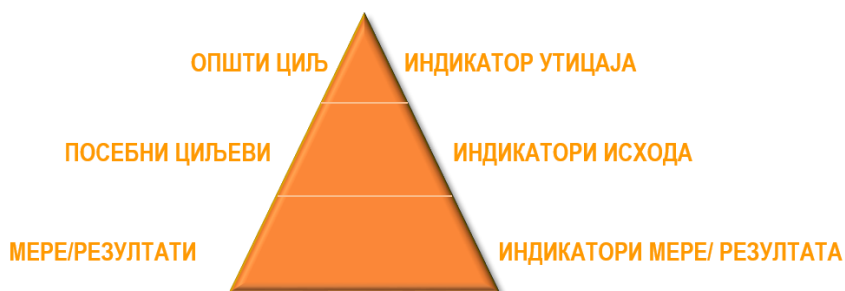 ОПШТИ ЦИЉ ИНДИКАТОР УТИЦАЈА
ПОСЕБНИ ЦИЉЕВИ ИНДИКАТОРИ ИСХОДА
МЕРЕ/РЕЗУЛТАТИ ИНДИКАТОРИ МЕРЕ/ РЕЗУЛТАТА